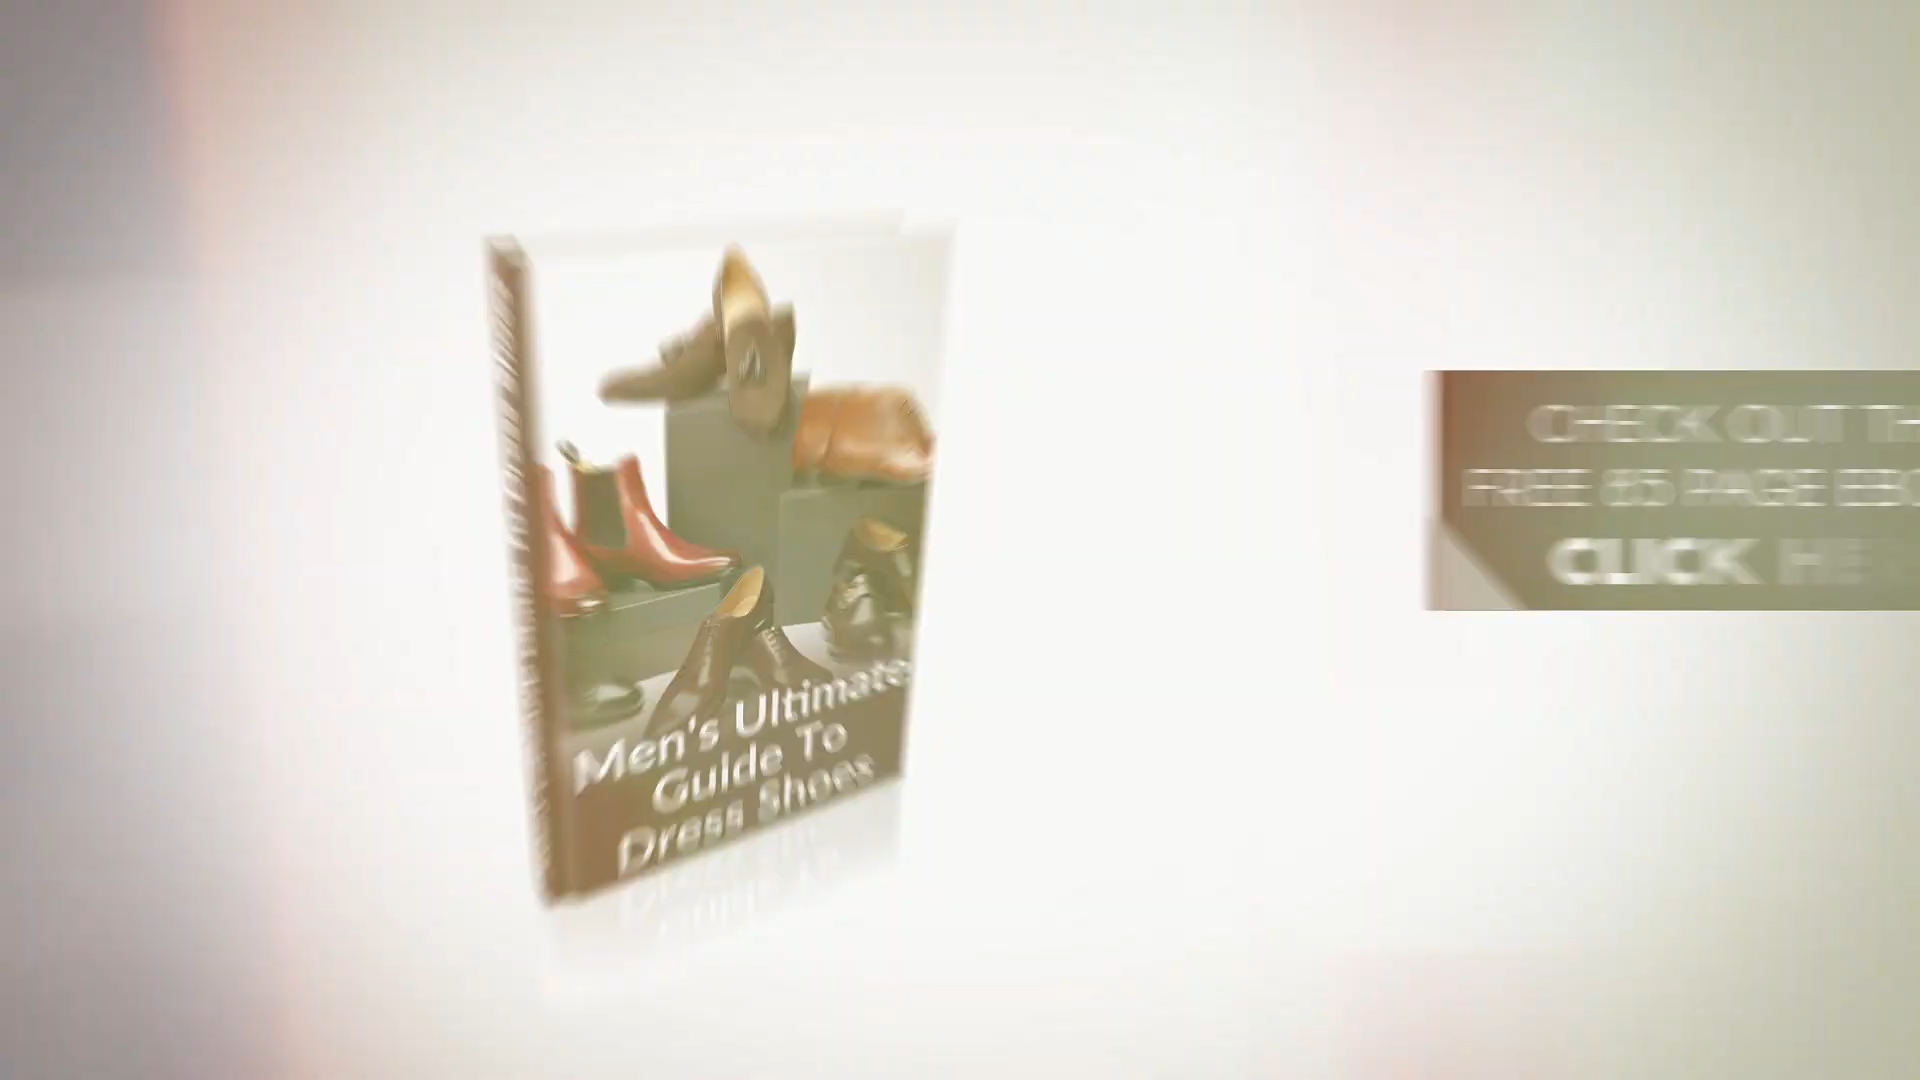 Men's Ultimate
Guide To
Dress Shoes
CHECK OUT TH
FREE 85 PAGE EBO
CLICK HE